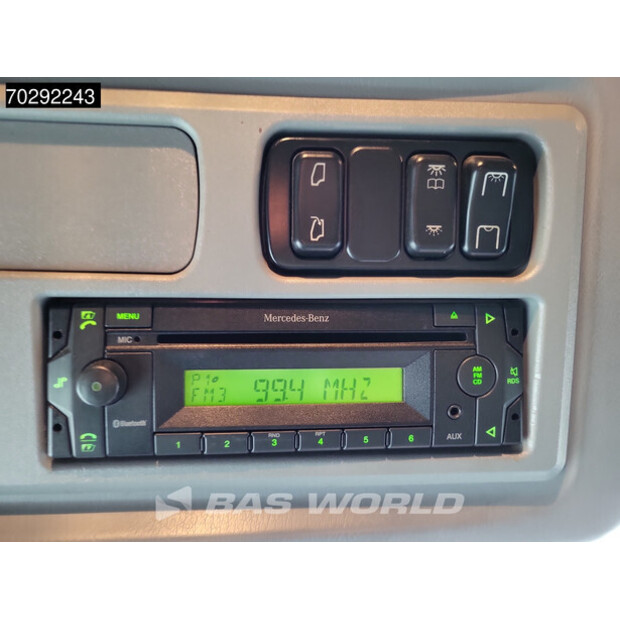 70292243
Mercedes-Benz
MENU
MIC
AM
FM
CD
RDS
P1
FM3 99.4 MHZ
Bluetooth
1 2 RND 3 RPT 4 5 6
AUX
BAS WORLD